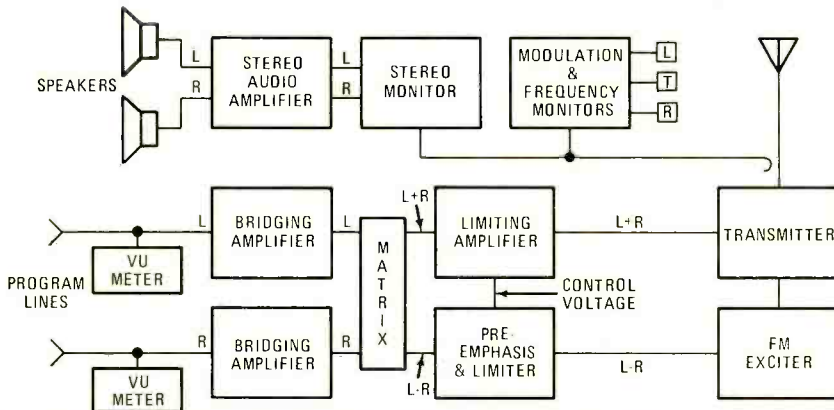 SPEAKERS
L
R
STEREO
AUDIO
AMPLIFIER
L
R
STEREO
MONITOR
MODULATION
&
FREQUENCY
MONITORS
L
T
R
PROGRAM
LINES
VU
METER
L
BRIDGING
AMPLIFIER
L
VU
METER
R
BRIDGING
AMPLIFIER
R
MATRIX
L+R
LIMITING
AMPLIFIER
L+R
TRANSMITTER
CONTROL
VOLTAGE
L-R
PRE-
EMPHASIS
& LIMITER
L-R
FM
EXCITER